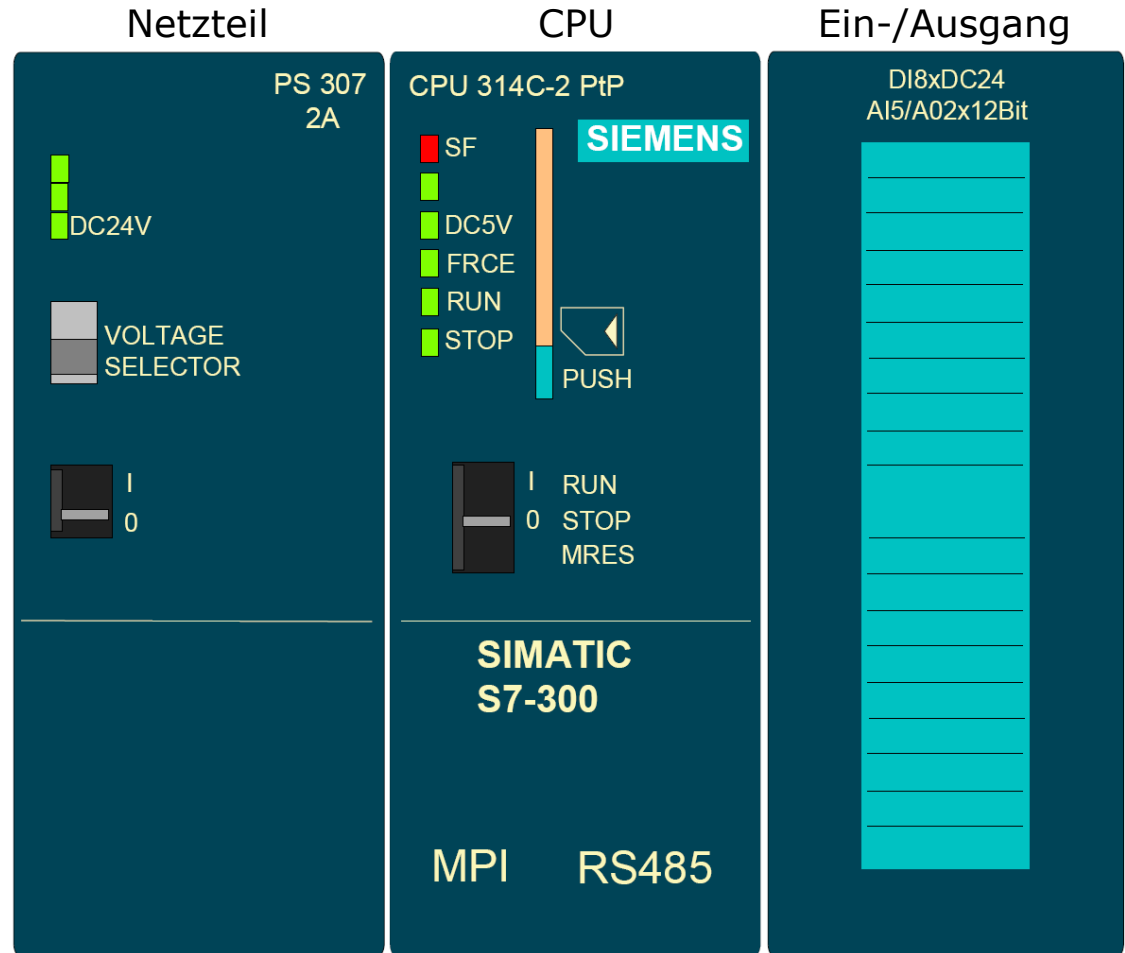 Netzteil
CPU
Ein-/Ausgang
PS 307
2A
DC24V
VOLTAGE
SELECTOR
I
0
CPU 314C-2 PtP
SIEMENS
SF
DC5V
FRCE
RUN
STOP
PUSH
I RUN
0 STOP
MRES
SIMATIC
S7-300
MPI RS485
DI8xDC24
AI5/A02x12Bit